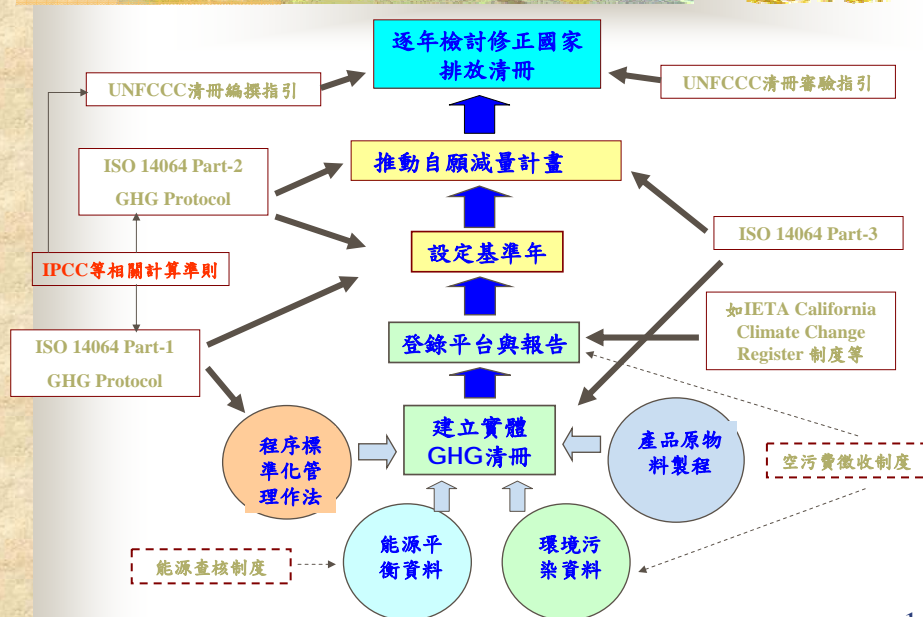 逐年檢討修正國家
排放清冊
UNFCCC清冊編撰指引
UNFCCC清冊審驗指引
ISO 14064 Part-2
GHG Protocol
推動自願減量計畫
ISO 14064 Part-3
設定基準年
IPCC等相關計算準則
如IETA California
Climate Change
Register 制度等
登錄平台與報告
ISO 14064 Part-1
GHG Protocol
建立實體
GHG清冊
程序標
準化管
理作法
產品原物
料製程
空污費徵收制度
能源平
衡資料
環境污
染資料
能源查核制度
1